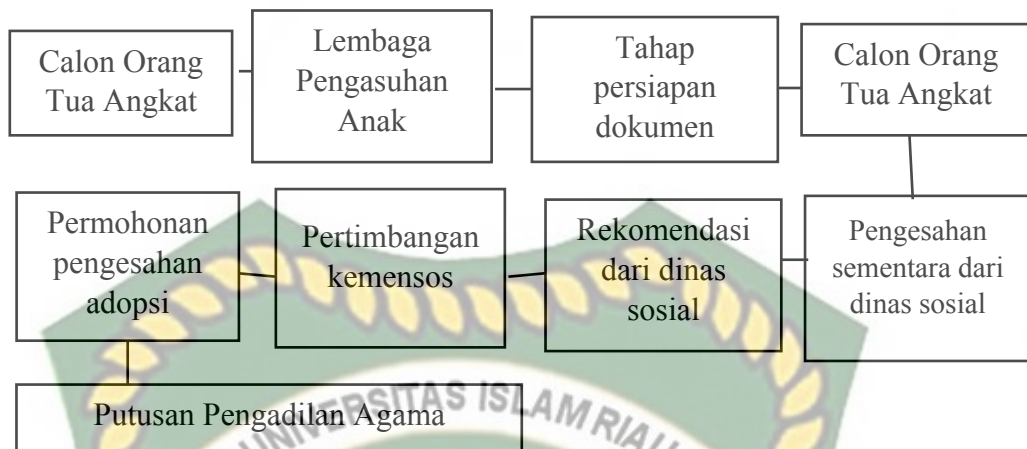 Calon Orang
Tua Angkat
Lembaga
Pengasuhan
Anak
Tahap
persiapan
dokumen
Calon Orang
Tua Angkat
Permohonan
pengesahan
adopsi
Pertimbangan
kemensos
Rekomendasi
dari dinas
sosial
Pengesahan
sementara dari
dinas sosial
Putusan Pengadilan Agama
UNIVERSITAS ISLAM RIAU